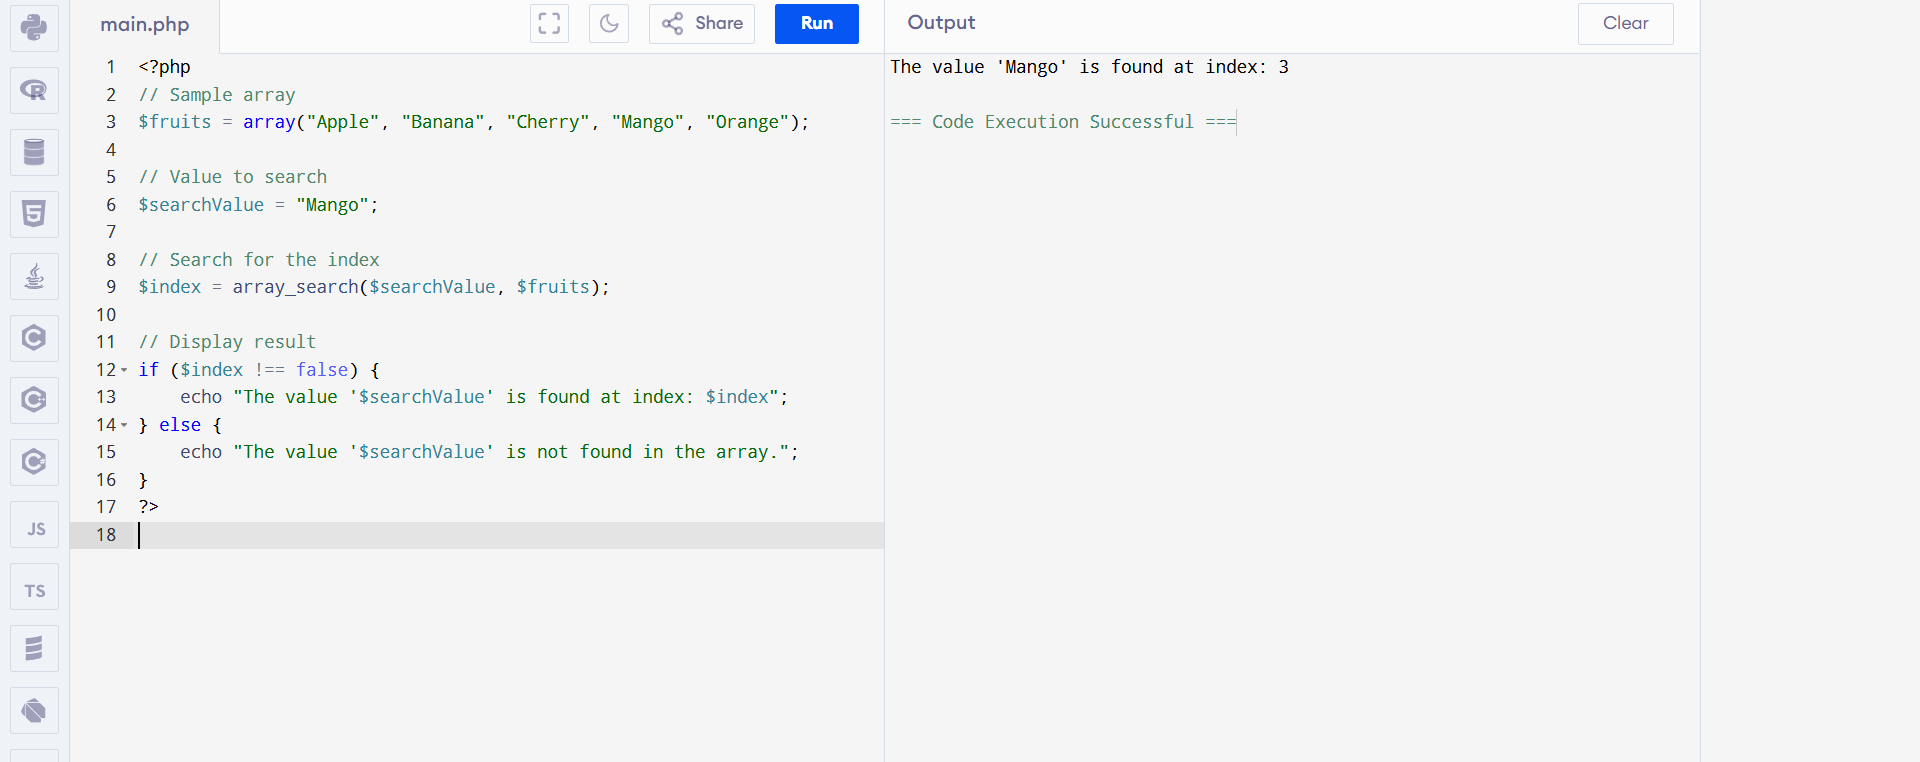 main.php
Share
Run
Output
Clear
1 <?php
2 // Sample array
3 $fruits = array("Apple", "Banana", "Cherry", "Mango", "Orange");
4
5 // Value to search
6 $searchValue = "Mango";
7
8 // Search for the index
9 $index = array_search($searchValue, $fruits);
10
11 // Display result
12 if ($index !== false) {
13     echo "The value '$searchValue' is found at index: $index";
14 } else {
15     echo "The value '$searchValue' is not found in the array.";
16 }
17 ?>
18
The value 'Mango' is found at index: 3
=== Code Execution Successful ===
R
5
C
C
C
JS
TS